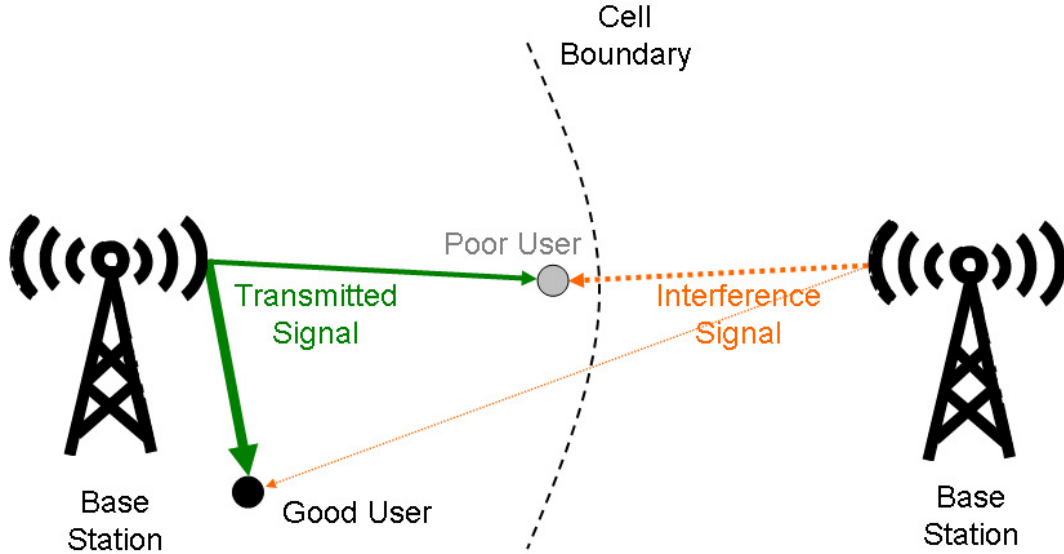 Cell
Boundary
Poor User
Transmitted
Signal
Interference
Signal
Good User
Base
Station
Base
Station